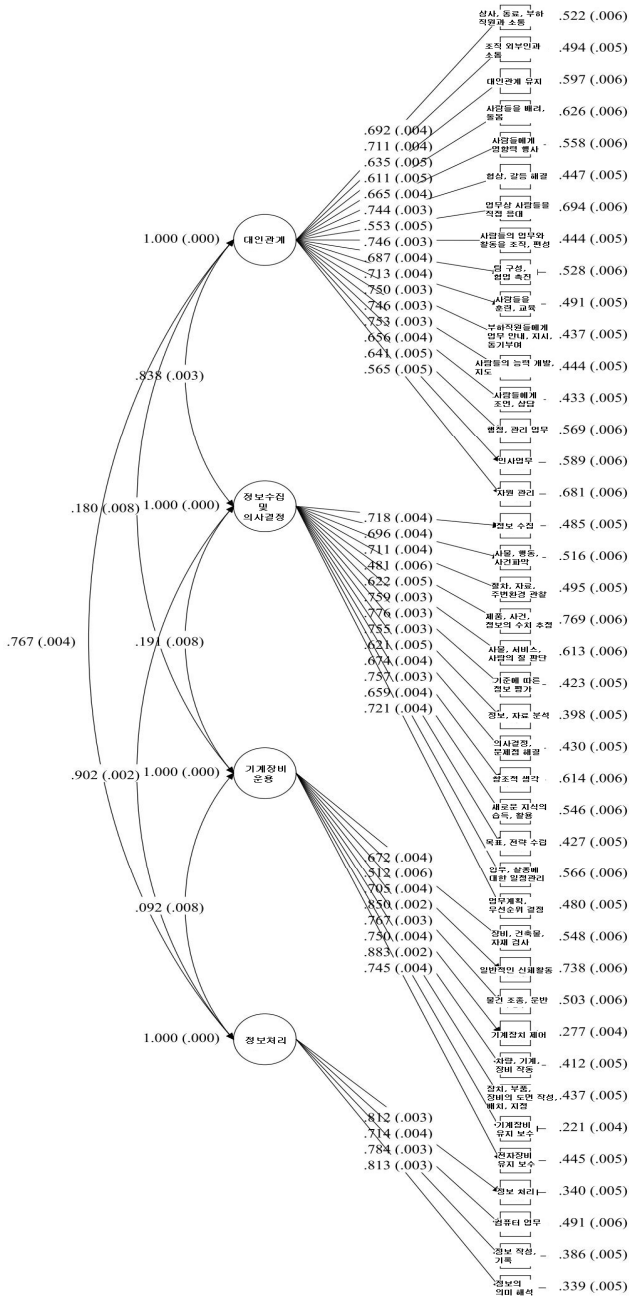 상사, 동료, 부하
직원과 소통
.522 (.006)
조직 외부인과
소통
.494 (.005)
대인관계 유지
.597 (.006)
사람들을 배려,
돌봄
.626 (.006)
사람들에게
영향력 행사
.558 (.006)
협상, 갈등 해결
.447 (.005)
업무상 사람들을
직접 응대
.694 (.006)
사람들의 업무와
활동을 조직, 편성
.444 (.005)
팀 구성,
협업 촉진
.528 (.006)
사람들을
훈련, 교육
.491 (.005)
부하직원들에게
업무 안내, 지시,
동기부여
.437 (.005)
사람들의 능력 개발,
지도
.444 (.005)
사람들에게
조언, 상담
.433 (.005)
행정, 관리 업무
.569 (.006)
인사업무
.589 (.006)
자원 관리
.681 (.006)
.692 (.004)
.711 (.004)
.635 (.005)
.611 (.005)
.665 (.004)
.744 (.003)
.553 (.005)
.746 (.003)
.687 (.004)
.713 (.004)
.750 (.003)
.746 (.003)
.753 (.003)
.656 (.004)
.641 (.005)
.565 (.005)
1.000 (.000)
대인관계
.838 (.003)
정보 수집
.485 (.005)
사물, 행동,
사건파악
.516 (.006)
절차, 자료,
주변환경 관찰
.495 (.005)
제품, 사건,
정보의 수치 추정
.769 (.006)
사물, 서비스,
사람의 질 판단
.613 (.006)
기준에 따른
정보 평가
.423 (.005)
정보, 자료 분석
.398 (.005)
의사결정,
문제점 해결
.430 (.005)
창조적 생각
.614 (.006)
새로운 지식의
습득, 활용
.546 (.006)
목표, 전략 수립
.427 (.005)
대한 일정관리
.566 (.006)
업무계획,
우선순위 결정
.480 (.005)
.718 (.004)
.696 (.004)
.711 (.004)
.481 (.006)
.622 (.005)
.759 (.003)
.776 (.003)
.755 (.003)
.621 (.005)
.674 (.004)
.757 (.003)
.659 (.004)
.721 (.004)
.180 (.008)
1.000 (.000)
정보수집
및
의사결정
.767 (.004)
.191 (.008)
.902 (.002)
1.000 (.000)
기계장비
운용
.672 (.004)
.512 (.006)
.705 (.004)
.850 (.002)
.767 (.003)
.750 (.004)
.883 (.002)
.745 (.004)
장비, 건축물,
자재 검사
.548 (.006)
일반적인 신체활동
.738 (.006)
물건 조종, 운반
.503 (.006)
기계장치 제어
.277 (.004)
차량, 기계,
장비 작동
.412 (.005)
장치, 부품,
장비의 도면 작성,
배치, 지정
.437 (.005)
기계장비
유지 보수
.221 (.004)
전자장비
유지 보수
.445 (.005)
.092 (.008)
1.000 (.000)
정보처리
.812 (.003)
.714 (.004)
.784 (.003)
.813 (.003)
정보 처리
.340 (.005)
컴퓨터 업무
.491 (.006)
정보 작성,
기록
.386 (.005)
정보의
의미 해석
.339 (.005)